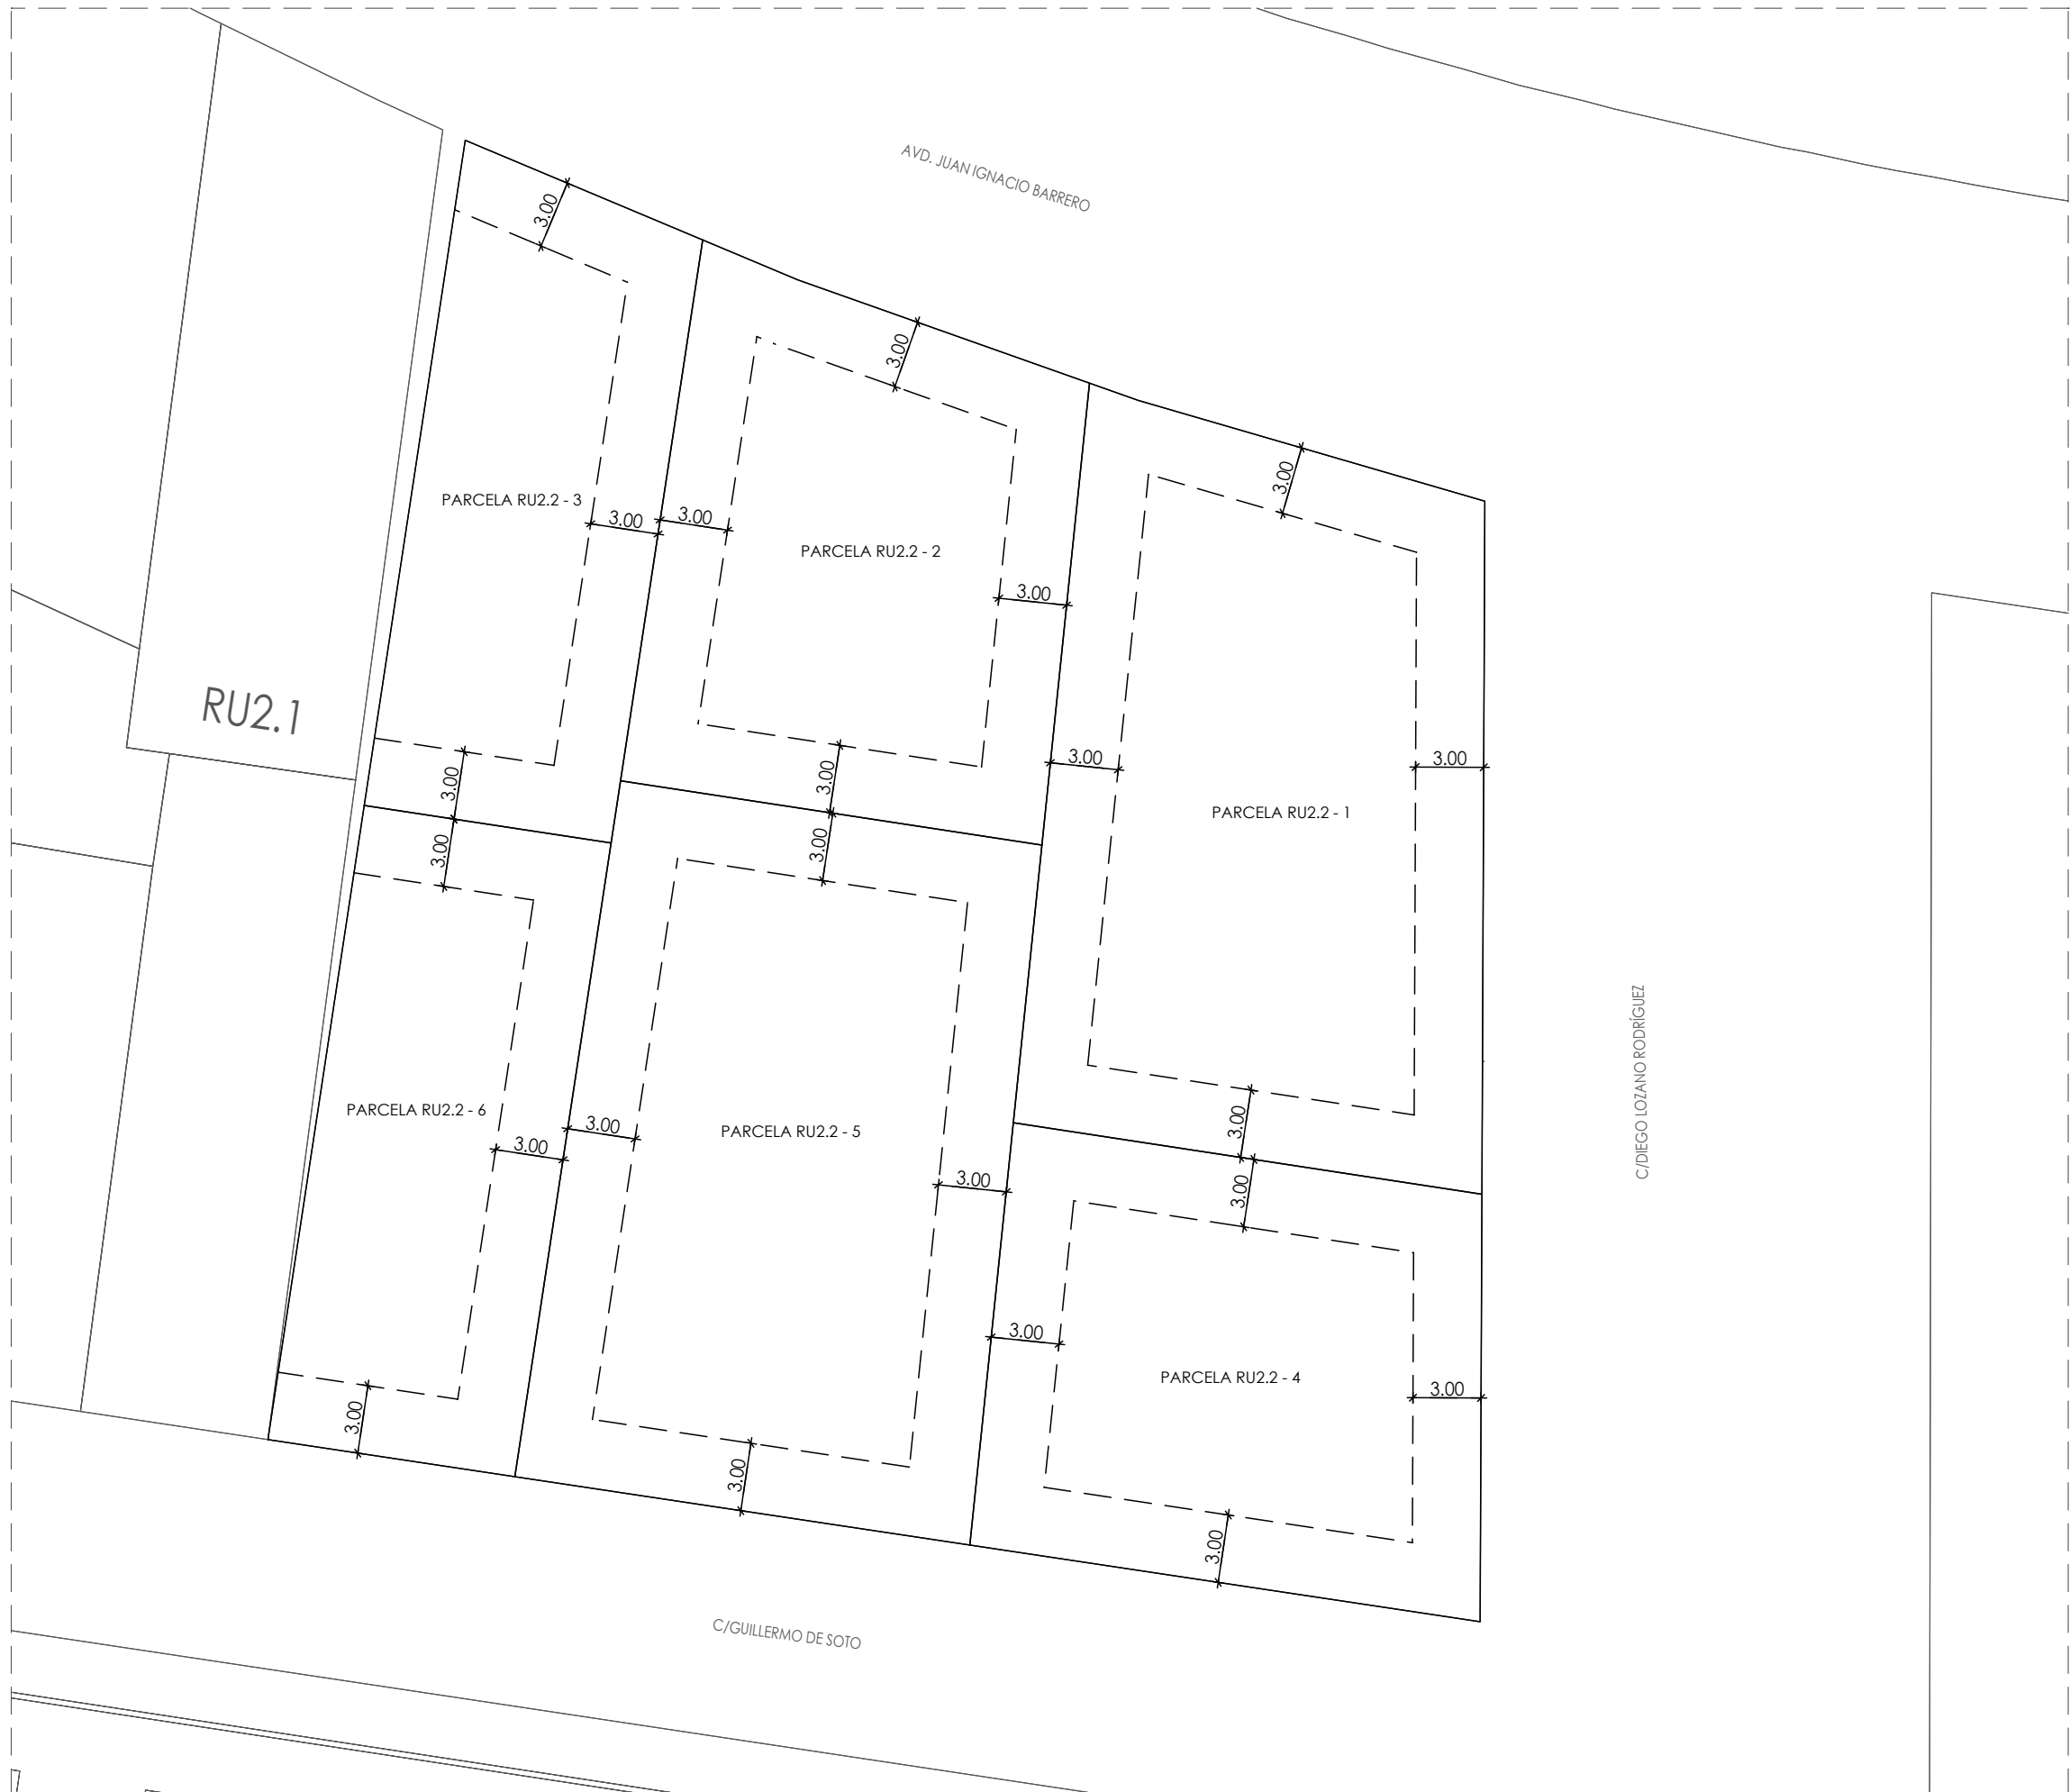 AVD. JUAN IGNACIO BARRERO
3.00
3.00
3.00
PARCELA RU2.2 - 3
3.00
3.00
PARCELA RU2.2 - 2
3.00
RU2.1
3.00
3.00
3.00
3.00
PARCELA RU2.2 - 1
3.00
3.00
C/DIEGO LOZANO RODRÍGUEZ
PARCELA RU2.2 - 6
3.00
3.00
PARCELA RU2.2 - 5
3.00
3.00
3.00
3.00
PARCELA RU2.2 - 4
3.00
3.00
3.00
3.00
3.00
C/GUILLERMO DE SOTO